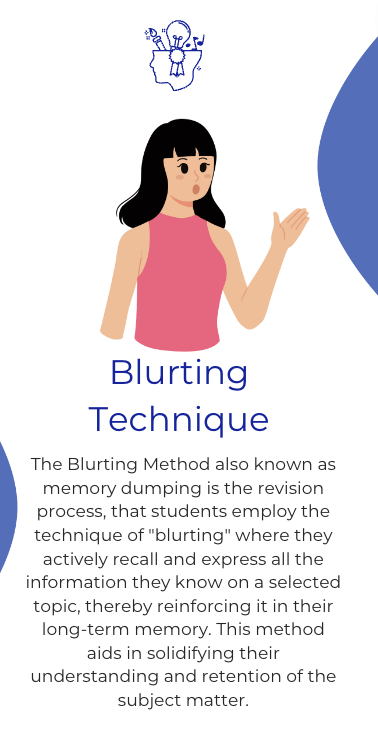 Blurting
Technique
The Blurting Method also known as
memory dumping is the revision
process, that students employ the
technique of "blurting" where they
actively recall and express all the
information they know on a selected
topic, thereby reinforcing it in their
long-term memory. This method
aids in solidifying their
understanding and retention of the
subject matter.